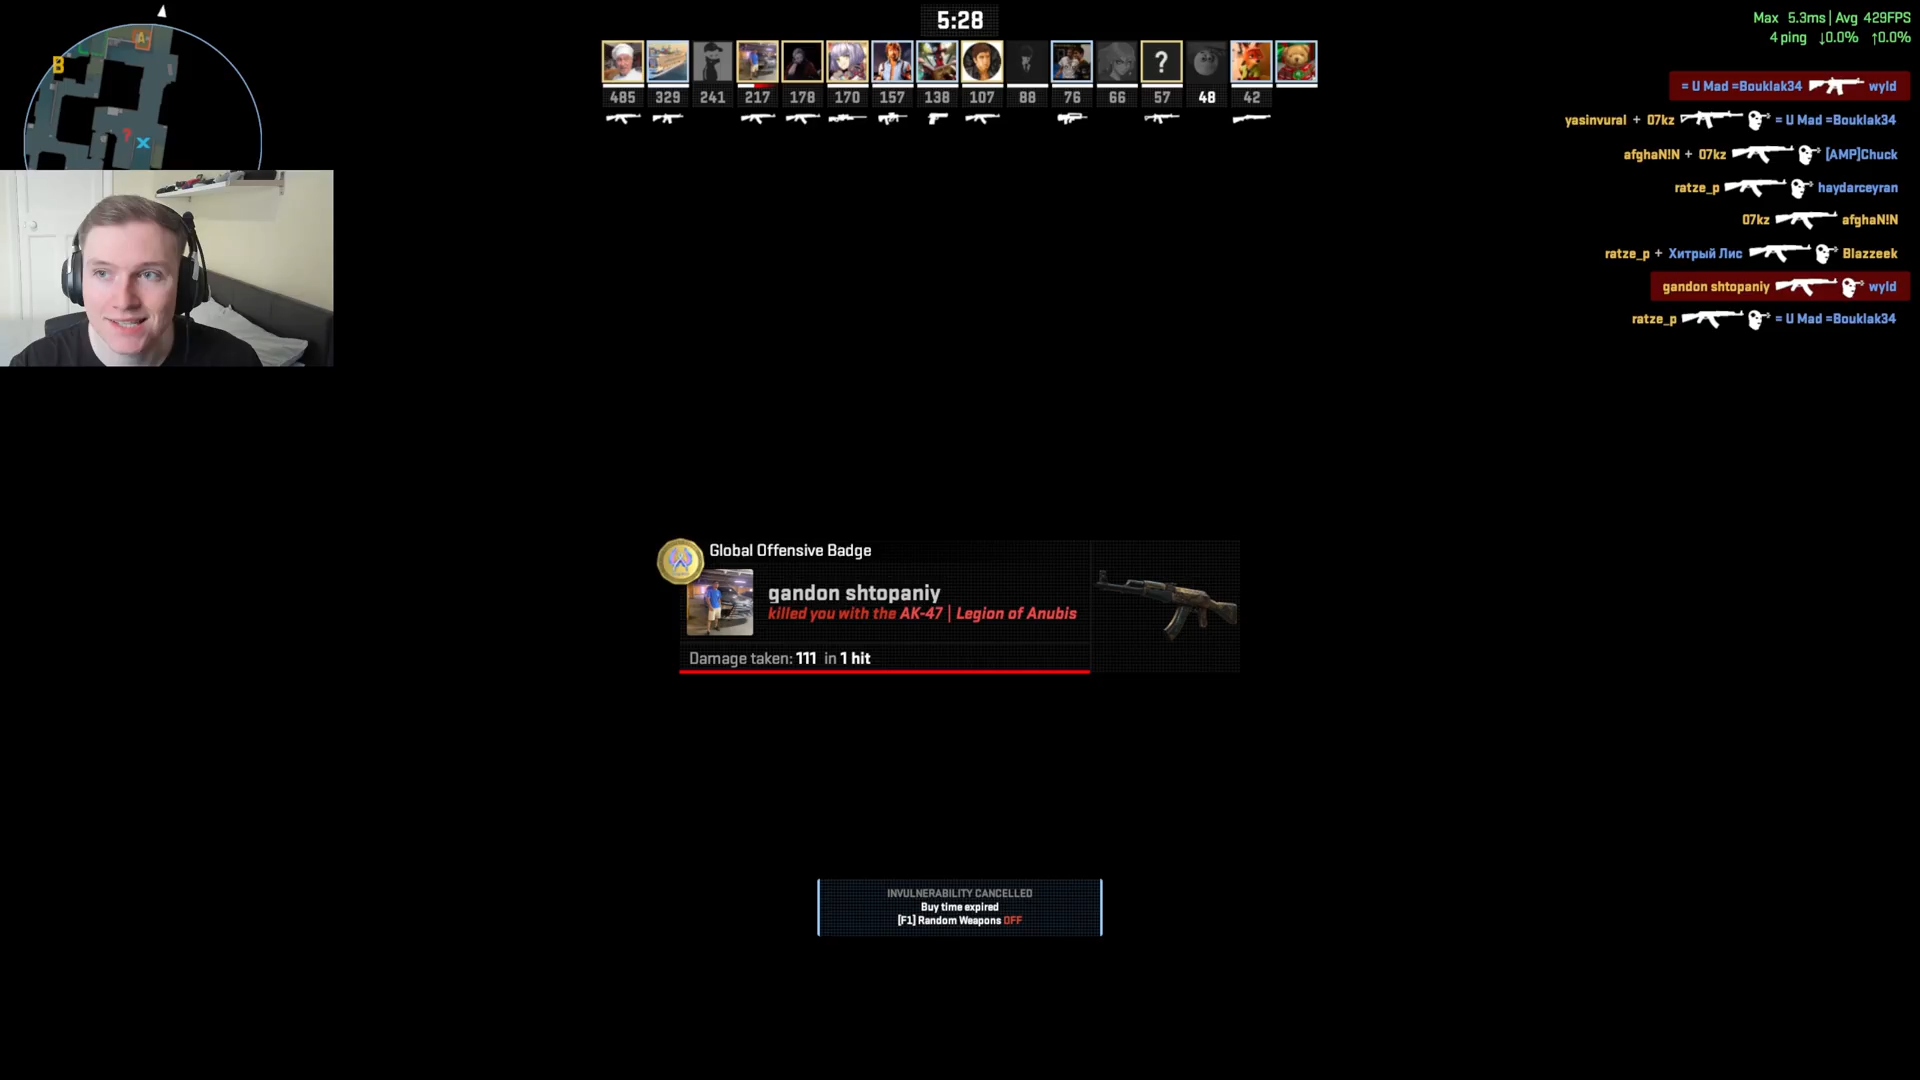 5:28
485 329 241 217 178 170 157 138 107 88 76 66 57 48 42
?
A
B
?
Max 5.3ms | Avg 429FPS
4 ping ↓0.0% ↑0.0%
= U Mad =Bouklak34 wyld
yasinvural + 07kz = U Mad =Bouklak34
afghaN!N + 07kz [AMP]Chuck
ratze_p haydarceyran
07kz afghaN!N
ratze_p + Хитрый Лис Blazzeek
gandon shtopaniy wyld
ratze_p = U Mad =Bouklak34
Global Offensive Badge
gandon shtopaniy
killed you with the AK-47 | Legion of Anubis
Damage taken: 111 in 1 hit
INVULNERABILITY CANCELLED
Buy time expired
[F1] Random Weapons OFF